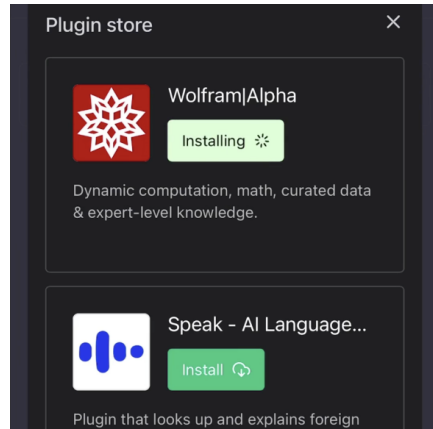 Plugin store
Wolfram|Alpha
Installing
Dynamic computation, math, curated data
& expert-level knowledge.
Speak - AI Language...
Install
Plugin that looks up and explains foreign